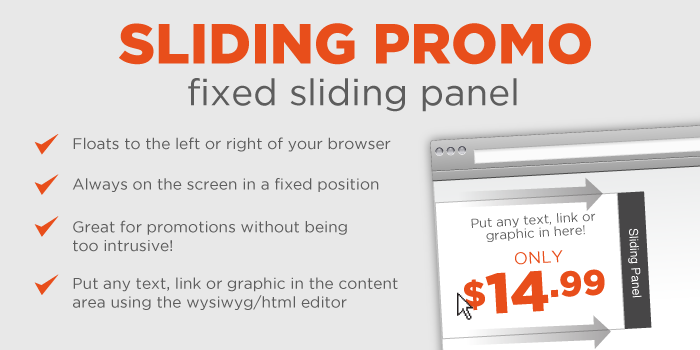 SLIDING PROMO
fixed sliding panel
Floats to the left or right of your browser
Always on the screen in a fixed position
Great for promotions without being
too intrusive!
Put any text, link or graphic in the content
area using the wysiwyg/html editor
Put any text, link or
graphic in here!
ONLY
$14.99
Sliding Panel